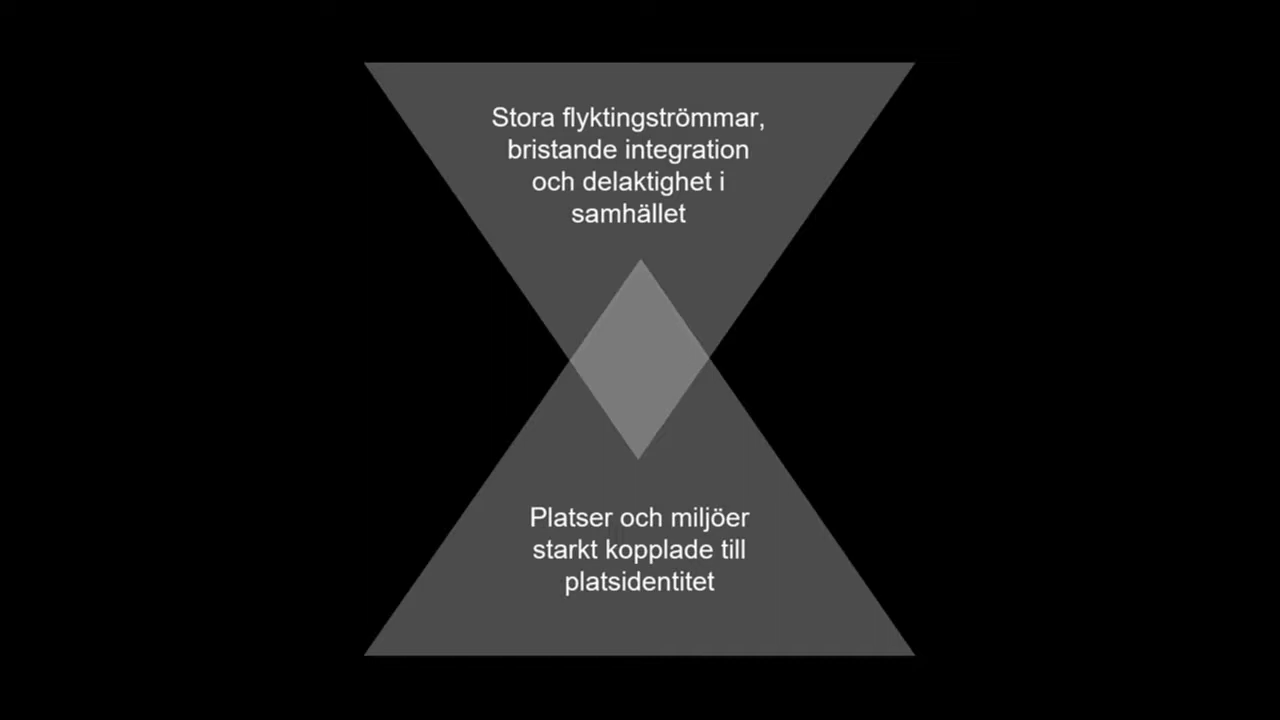 Stora flyktingströmmar,
bristande integration
och delaktighet i
samhället
Platser och miljöer
starkt kopplade till
platsidentitet